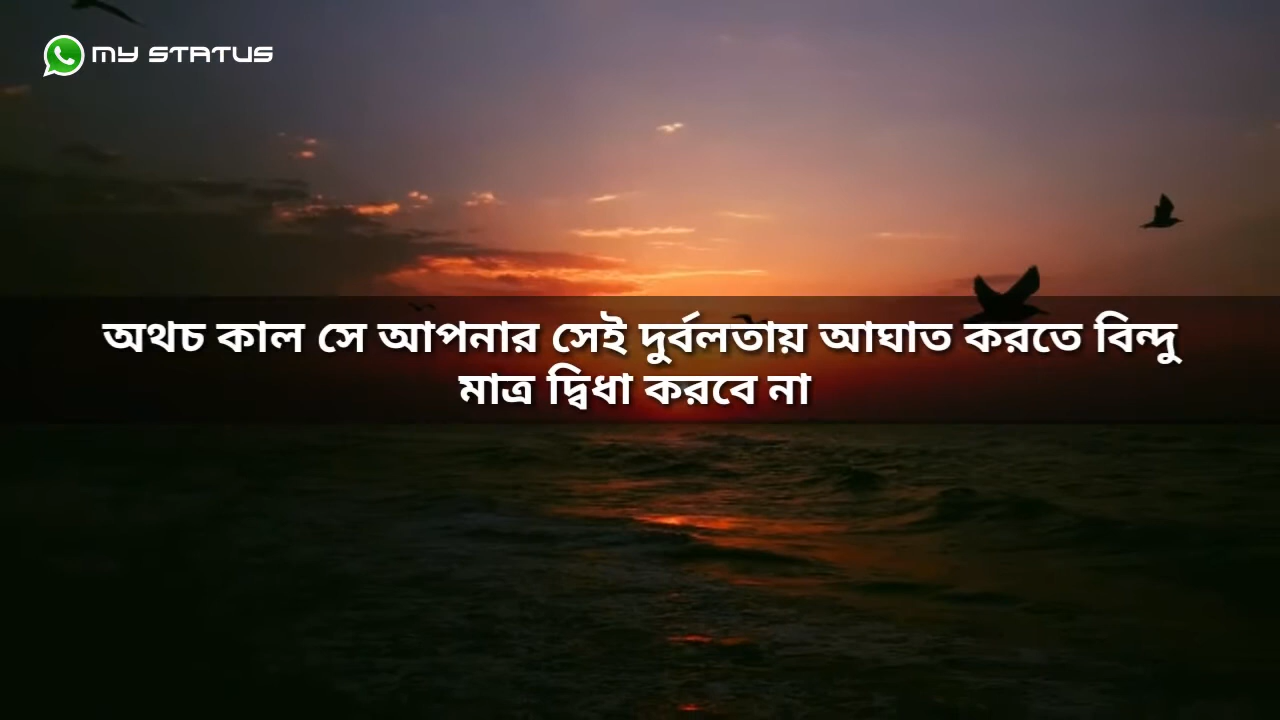 MY STATUS
অথচ কাল সে আপনার সেই দুর্বলতায় আঘাত করতে বিন্দু
মাত্র দ্বিধা করবে না